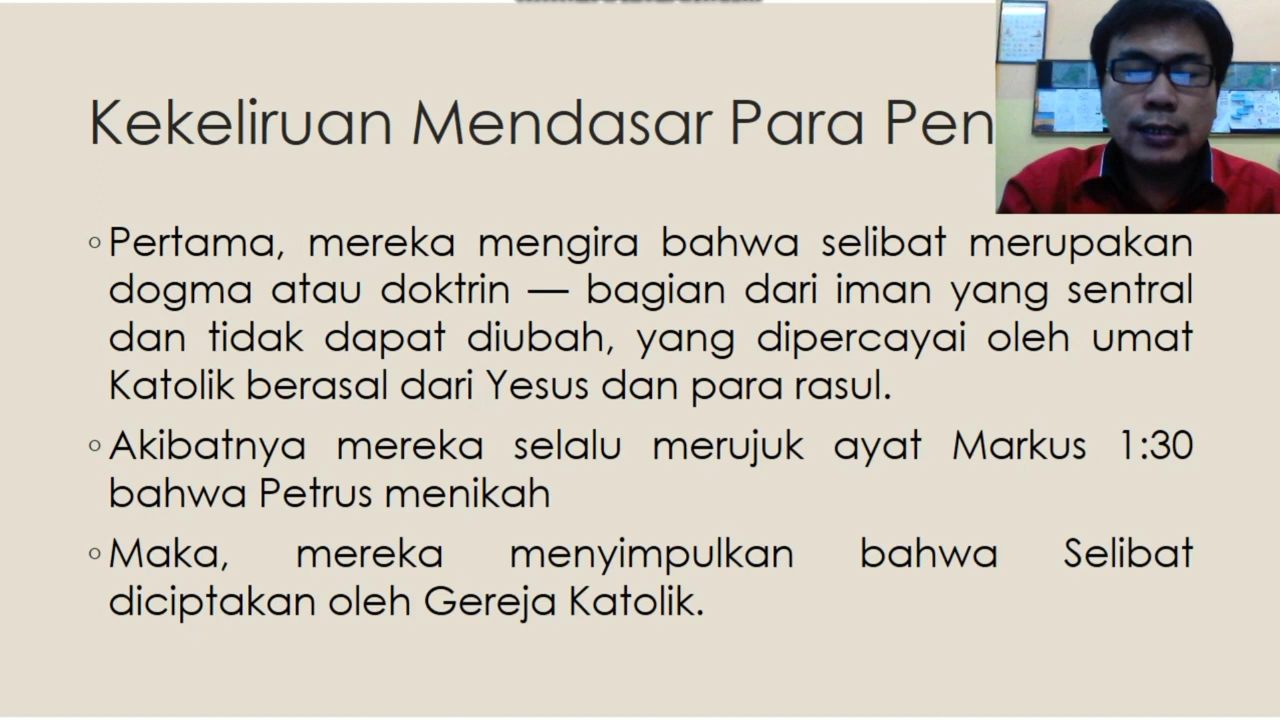 Kekeliruan Mendasar Para
◦ Pertama, mereka mengira bahwa selibat merupakan
dogma atau doktrin — bagian dari iman yang sentral
dan tidak dapat diubah, yang dipercayai oleh umat
Katolik berasal dari Yesus dan para rasul.
◦ Akibatnya mereka selalu merujuk ayat Markus 1:30
bahwa Petrus menikah
◦ Maka, mereka menyimpulkan bahwa Selibat
diciptakan oleh Gereja Katolik.